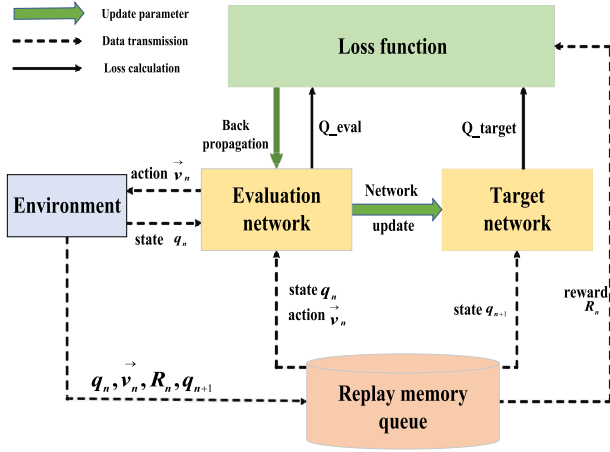 Update parameter
Data transmission
Loss calculation
Loss function
Back
propagation
Q_eval
Q_target
action v⃗ₙ
Environment
state qₙ
Evaluation
network
Network
update
Target
network
state qₙ
action v⃗ₙ
state qₙ₊₁
reward
Rₙ
qₙ, v⃗ₙ, Rₙ, qₙ₊₁
Replay memory
queue